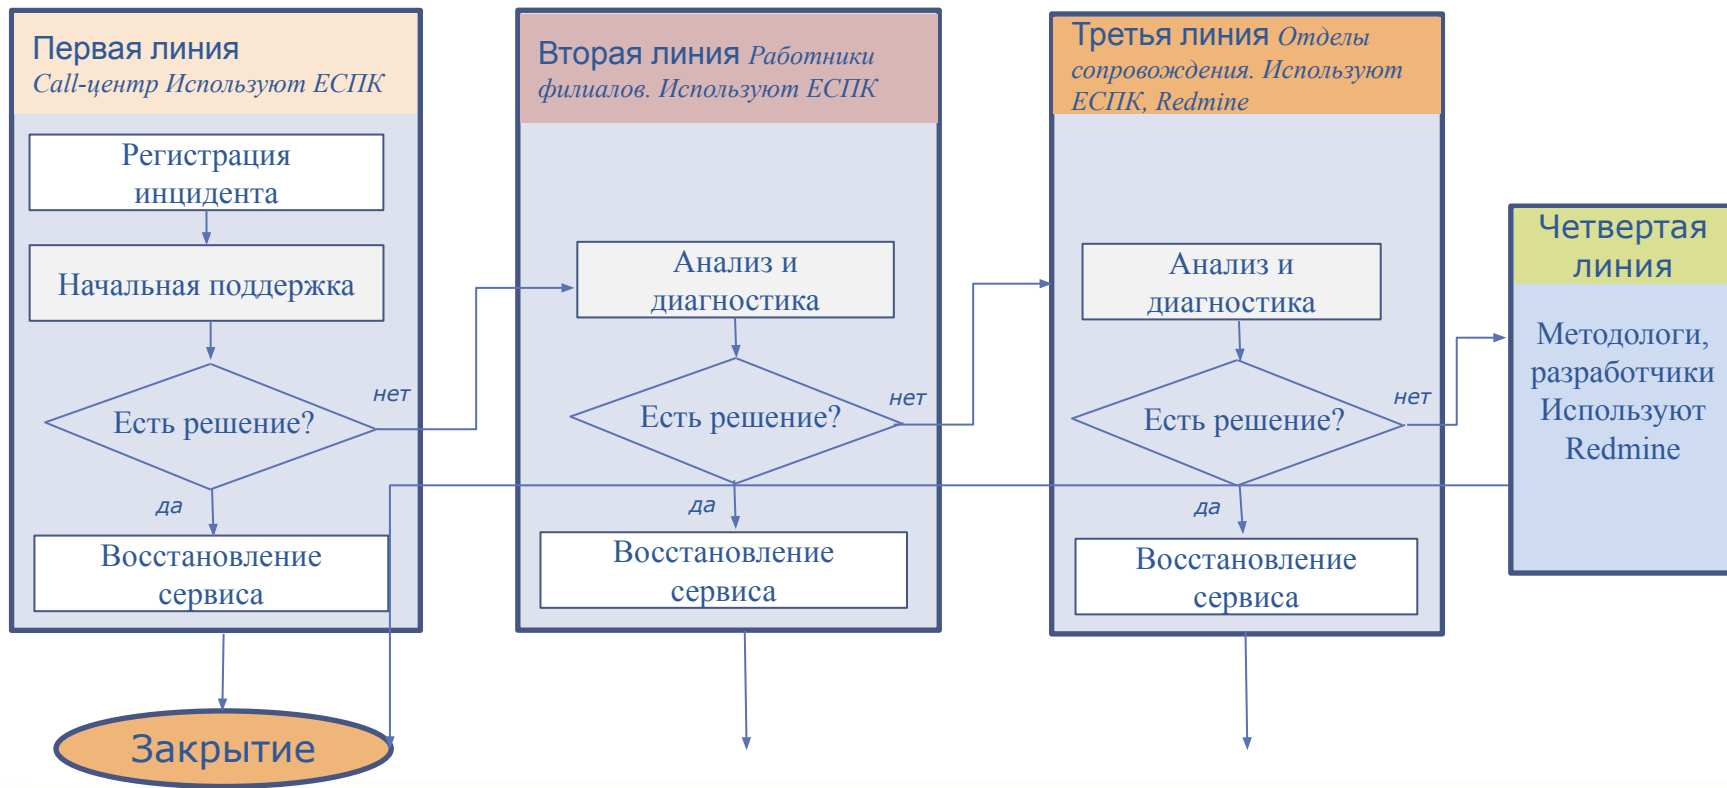 Первая линия
Call-центр Используют ЕСПК
Регистрация
инцидента
Начальная поддержка
нет
Есть решение?
да
Восстановление
сервиса
Закрытие
Вторая линия Работники
филиалов. Используют ЕСПК
Анализ и
диагностика
нет
Есть решение?
да
Восстановление
сервиса
Третья линия Отделы
сопровождения. Используют
ЕСПК, Redmine
Анализ и
диагностика
нет
Есть решение?
да
Восстановление
сервиса
Четвертая
линия
Методологи,
разработчики
Используют
Redmine